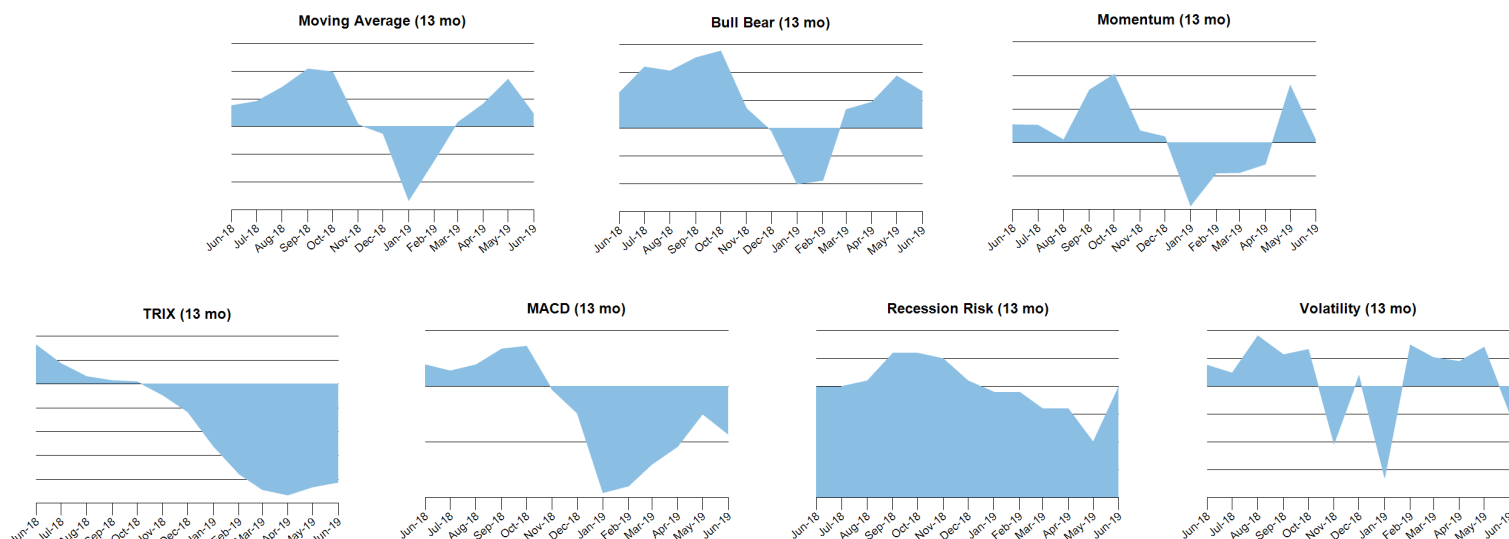 Moving Average (13 mo)
Bull Bear (13 mo)
Momentum (13 mo)
Jun-18 Jul-18 Aug-18 Sep-18 Oct-18 Nov-18 Dec-18 Jan-19 Feb-19 Mar-19 Apr-19 May-19 Jun-19
Jun-18 Jul-18 Aug-18 Sep-18 Oct-18 Nov-18 Dec-18 Jan-19 Feb-19 Mar-19 Apr-19 May-19 Jun-19
Jun-18 Jul-18 Aug-18 Sep-18 Oct-18 Nov-18 Dec-18 Jan-19 Feb-19 Mar-19 Apr-19 May-19 Jun-19
TRIX (13 mo)
MACD (13 mo)
Recession Risk (13 mo)
Volatility (13 mo)
Jun-18 Jul-18 Aug-18 Sep-18 Oct-18 Nov-18 Dec-18 Jan-19 Feb-19 Mar-19 Apr-19 May-19 Jun-19
Jun-18 Jul-18 Aug-18 Sep-18 Oct-18 Nov-18 Dec-18 Jan-19 Feb-19 Mar-19 Apr-19 May-19 Jun-19
Jun-18 Jul-18 Aug-18 Sep-18 Oct-18 Nov-18 Dec-18 Jan-19 Feb-19 Mar-19 Apr-19 May-19 Jun-19
Jun-18 Jul-18 Aug-18 Sep-18 Oct-18 Nov-18 Dec-18 Jan-19 Feb-19 Mar-19 Apr-19 May-19 Jun-19